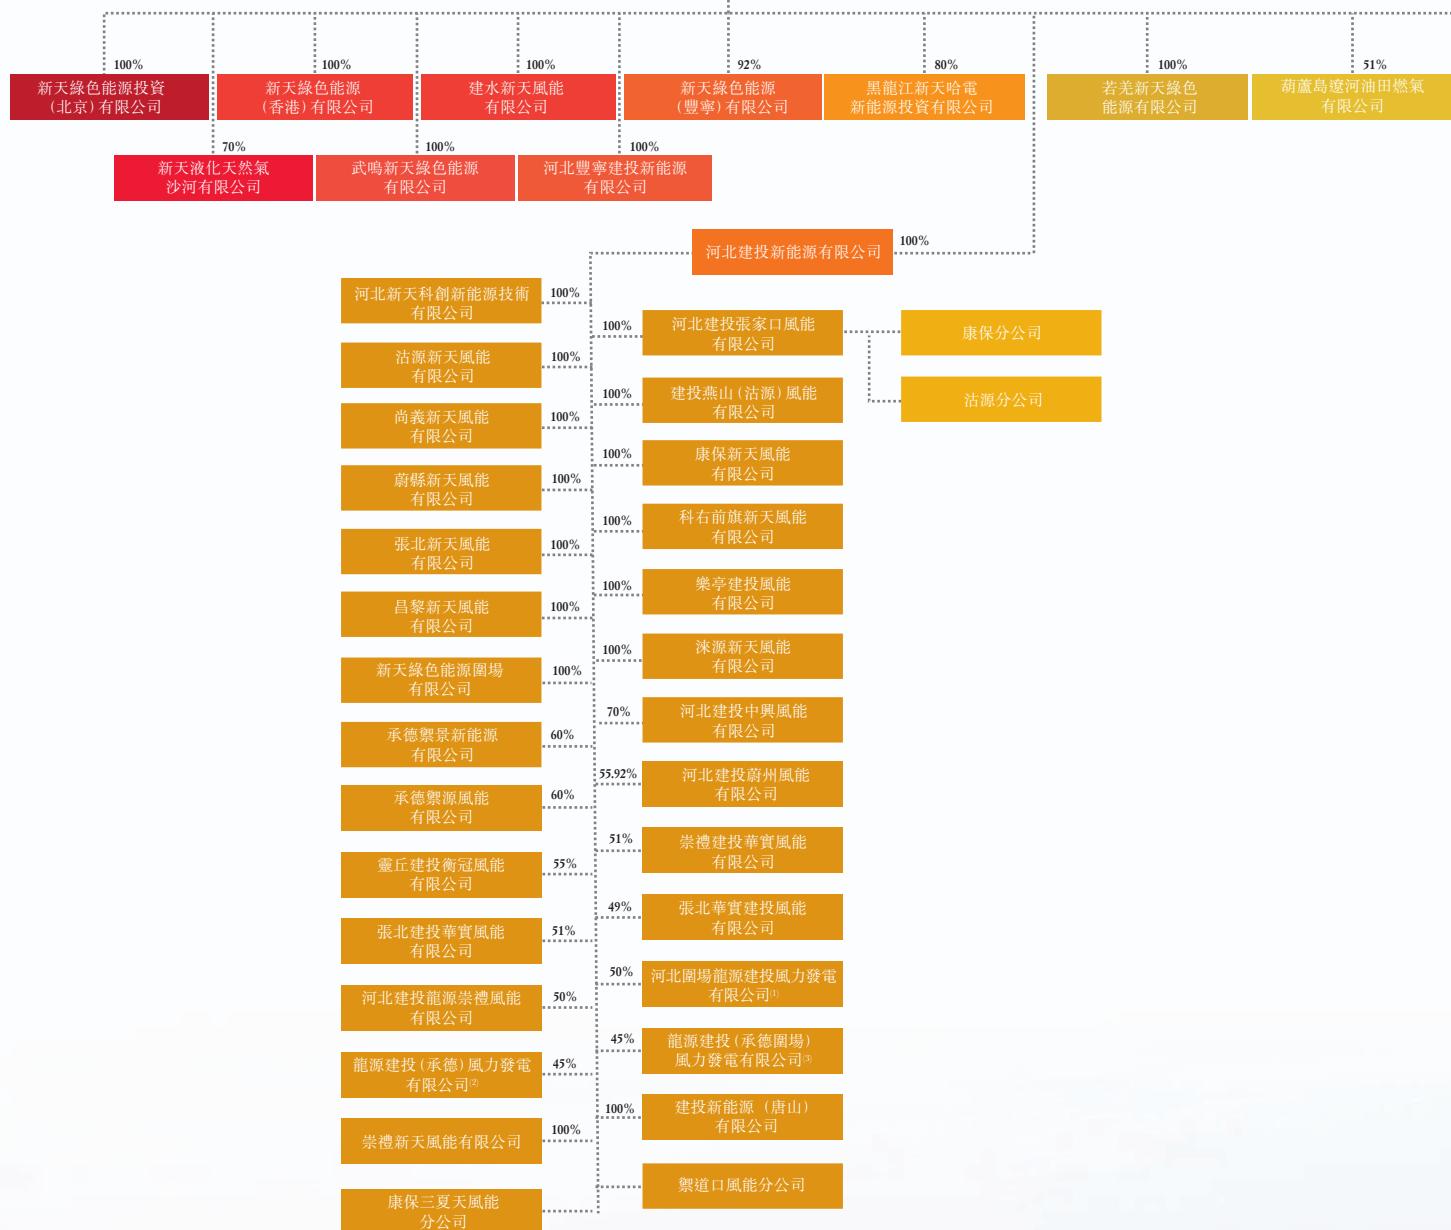 100%
新天綠色能源投資
(北京)有限公司
100%
新天綠色能源
(香港)有限公司
100%
建水新天風能
有限公司
92%
新天綠色能源
(豐寧)有限公司
80%
黑龍江新天哈電
新能源投資有限公司
100%
若羌新天綠色
能源有限公司
51%
葫蘆島遼河油田燃氣
有限公司
70%
新天液化天然氣
沙河有限公司
100%
武鳴新天綠色能源
有限公司
100%
河北豐寧建投新能源
有限公司
河北建投新能源有限公司
100%
河北新天科創新能源技術
有限公司
100%
100%
河北建投張家口風能
有限公司
康保分公司
沽源新天風能
有限公司
100%
100%
建投燕山(沽源)風能
有限公司
沽源分公司
尚義新天風能
有限公司
100%
100%
康保新天風能
有限公司
蔚縣新天風能
有限公司
100%
100%
科右前旗新天風能
有限公司
張北新天風能
有限公司
100%
100%
樂亭建投風能
有限公司
昌黎新天風能
有限公司
100%
100%
淶源新天風能
有限公司
新天綠色能源圍場
有限公司
100%
70%
河北建投中興風能
有限公司
承德禦景新能源
有限公司
60%
55.92%
河北建投蔚州風能
有限公司
承德禦源風能
有限公司
60%
51%
崇禮建投華實風能
有限公司
靈丘建投衡冠風能
有限公司
55%
49%
張北華實建投風能
有限公司
張北建投華實風能
有限公司
51%
50%
河北圍場龍源建投風力發電
有限公司(1)
河北建投龍源崇禮風能
有限公司
50%
45%
龍源建投(承德圍場)
風力發電有限公司(3)
龍源建投(承德)風力發電
有限公司(2)
45%
100%
建投新能源（唐山）
有限公司
崇禮新天風能有限公司
100%
禦道口風能分公司
康保三夏天風能
分公司